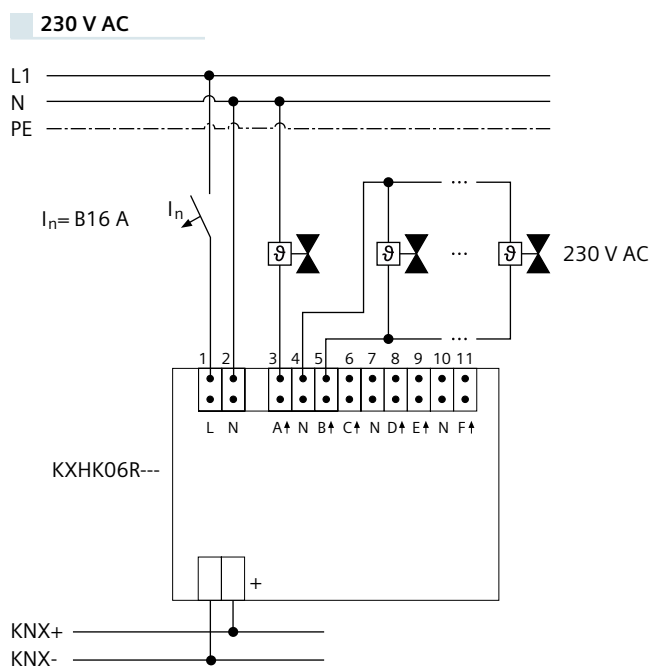 230 V AC
L1
N
PE
In= B16 A
In
ϑ
...
ϑ
...
ϑ
230 V AC
...
1 2 3 4 5 6 7 8 9 10 11
L N A↑ N B↑ C↑ N D↑ E↑ N F↑
KXHK06R---
+
KNX+
KNX-